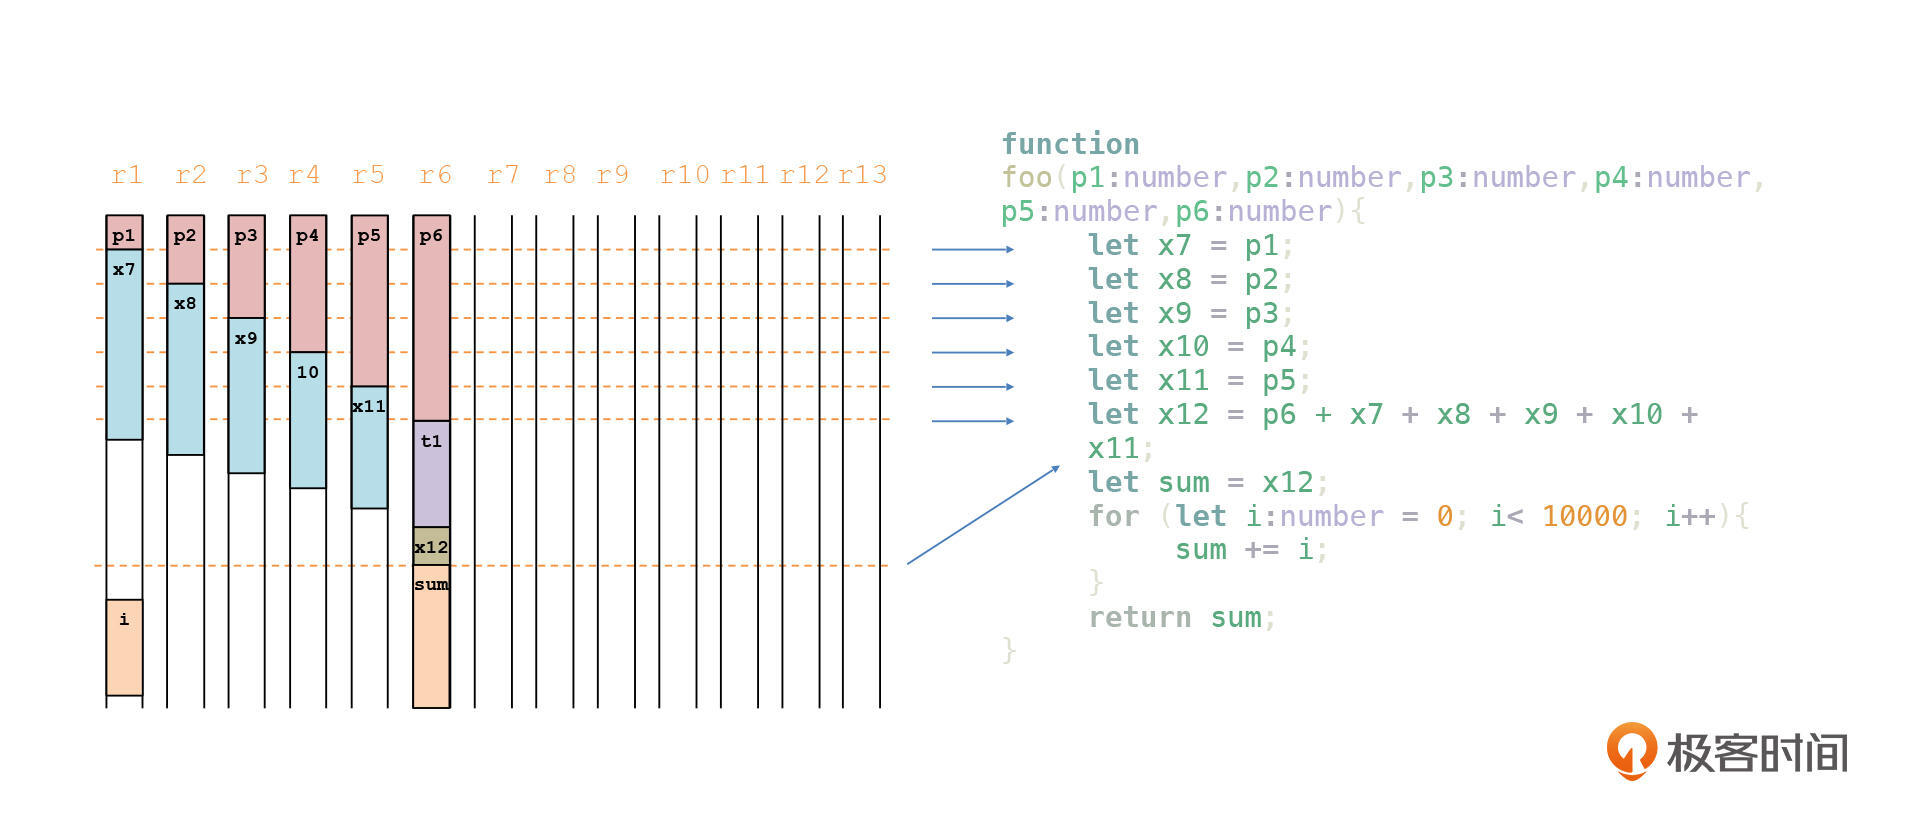 r1 r2 r3 r4 r5 r6 r7 r8 r9 r10 r11 r12 r13
p1 p2 p3 p4 p5 p6
x7
x8
x9
10
x11
t1
x12
sum
i
function
foo(p1:number,p2:number,p3:number,p4:number,
p5:number,p6:number){
let x7 = p1;
let x8 = p2;
let x9 = p3;
let x10 = p4;
let x11 = p5;
let x12 = p6 + x7 + x8 + x9 + x10 +
x11;
let sum = x12;
for (let i:number = 0; i< 10000; i++){
sum += i;
}
return sum;
}
极客时间